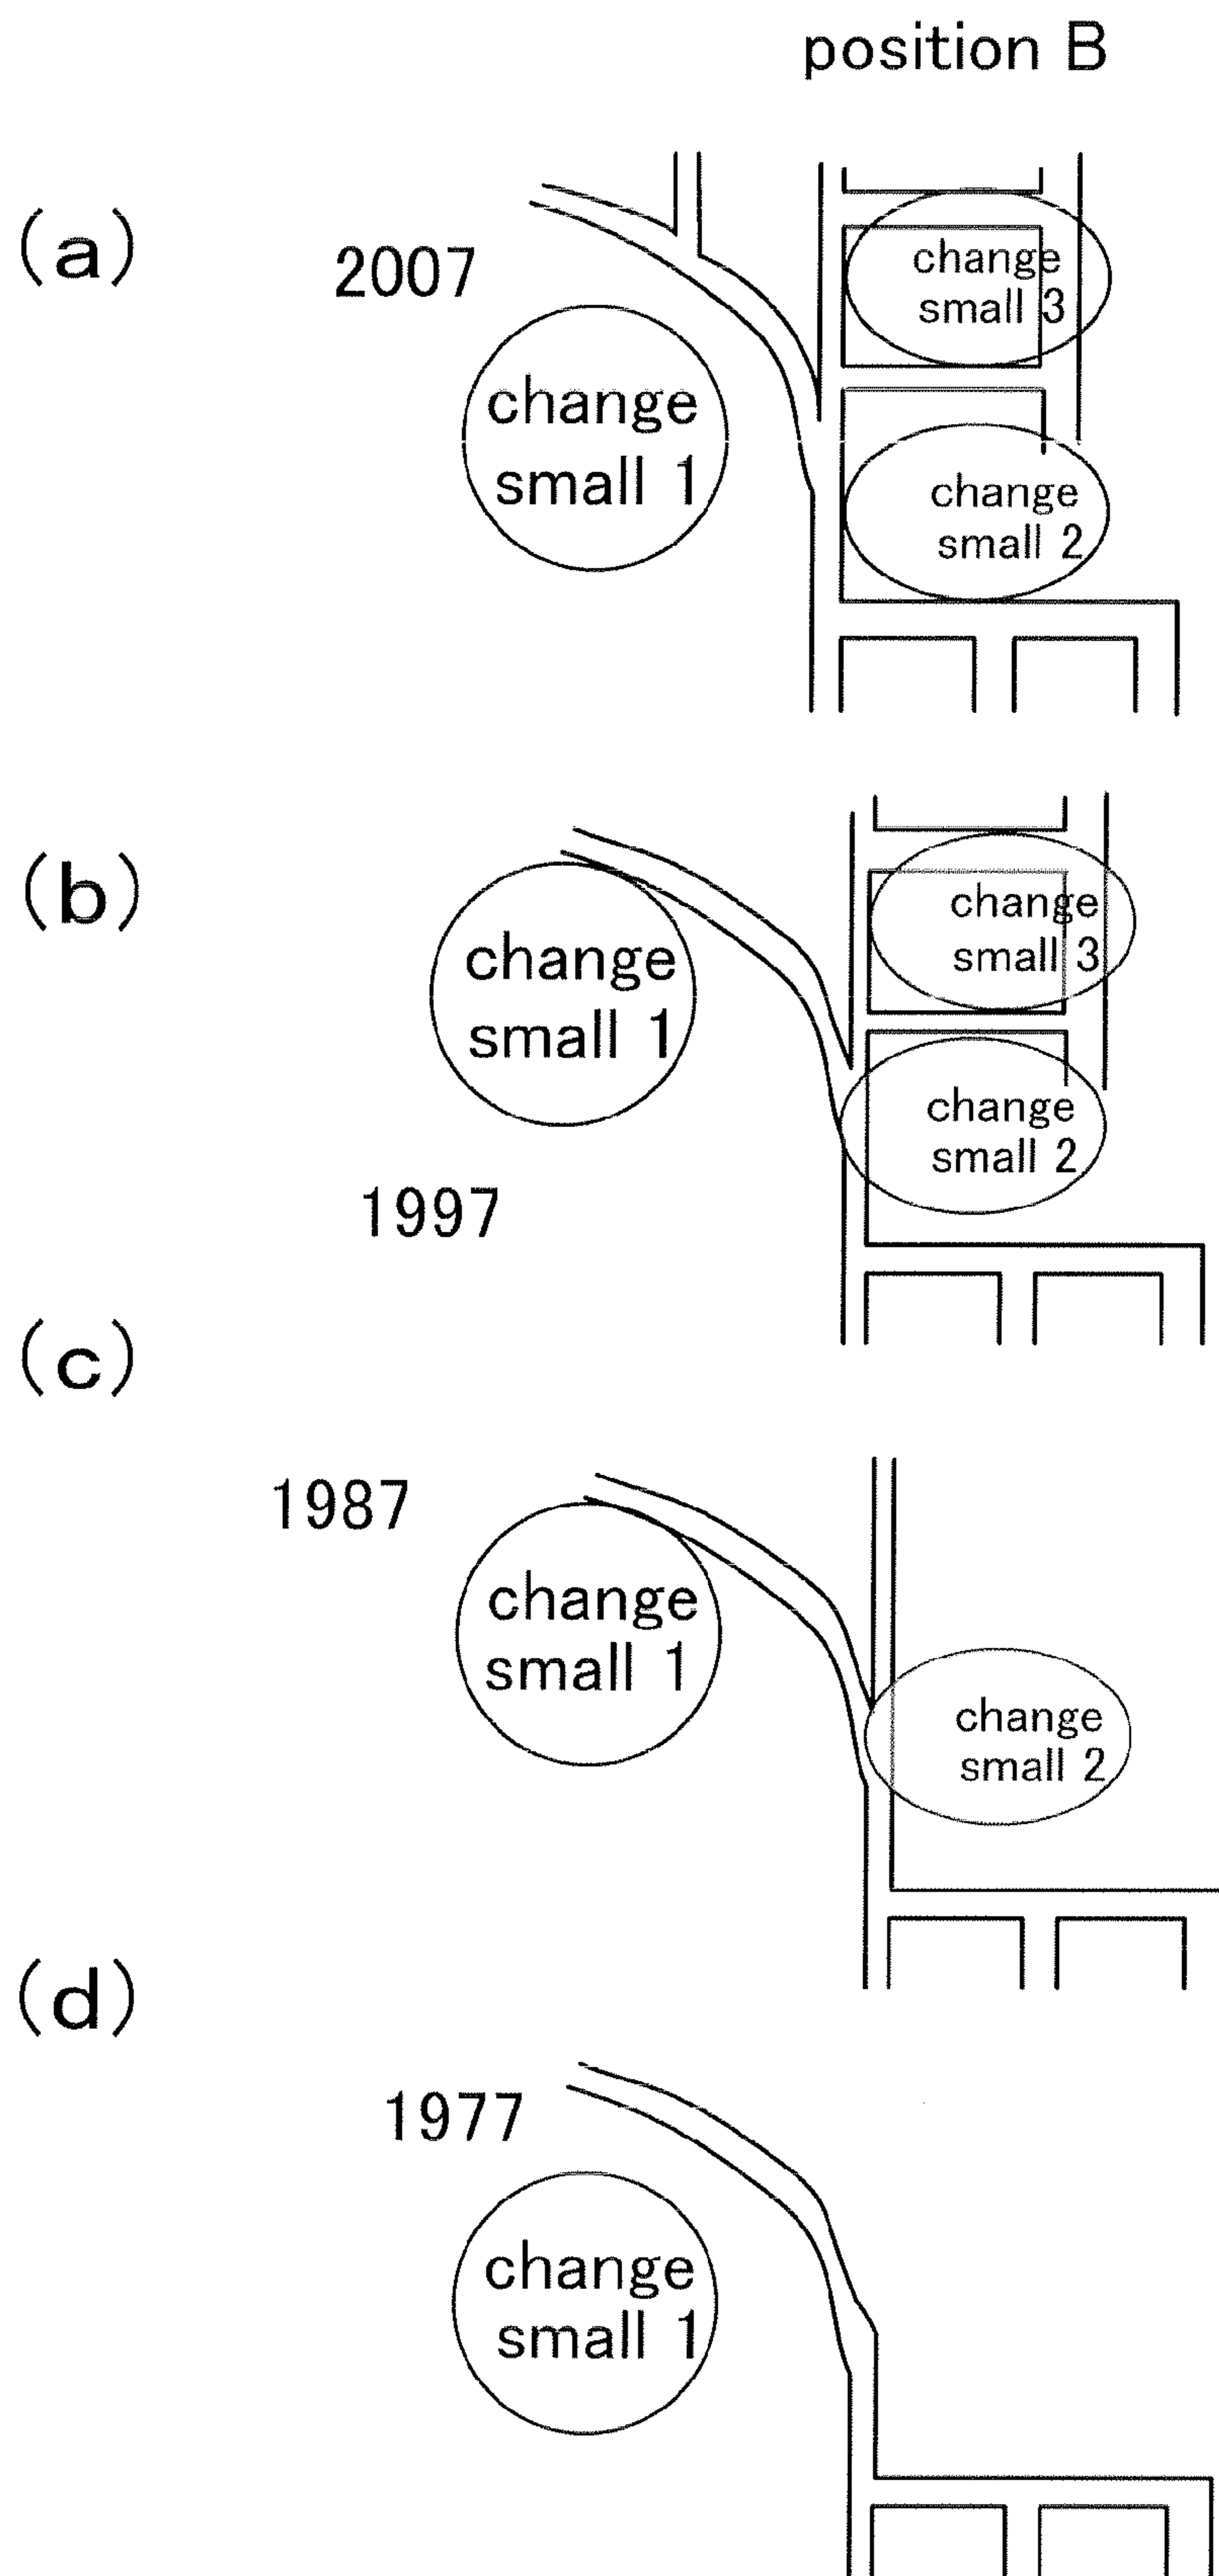 position B
(a)
2007
change
small 3
change
small 1
change
small 2
(b)
change
small 3
change
small 1
change
small 2
1997
(c)
1987
change
small 1
change
small 2
(d)
1977
change
small 1